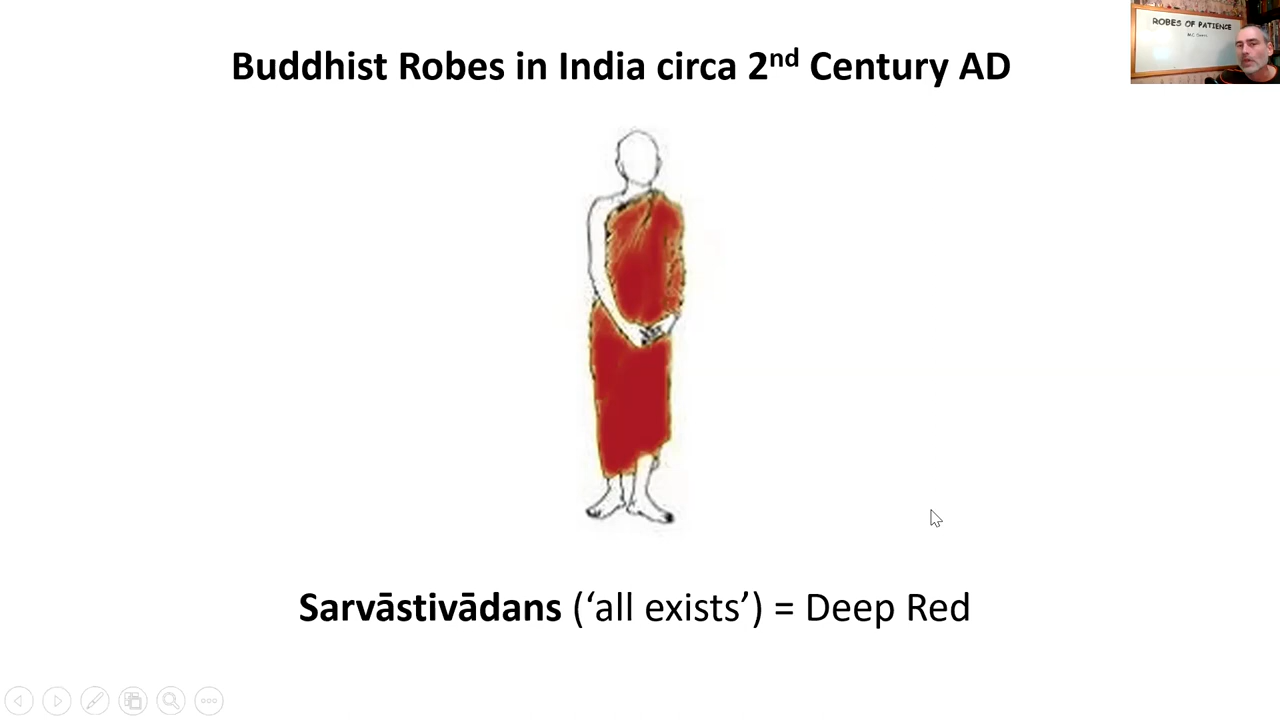 Buddhist Robes in India circa 2nd Century AD
ROBES OF PATIENCE
Sarvāstivādans (‘all exists’) = Deep Red